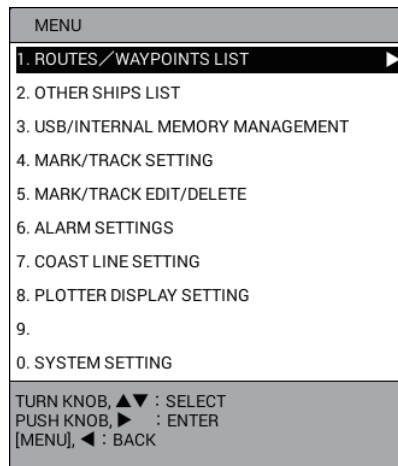 MENU
1. ROUTES／WAYPOINTS LIST ▶
2. OTHER SHIPS LIST
3. USB/INTERNAL MEMORY MANAGEMENT
4. MARK/TRACK SETTING
5. MARK/TRACK EDIT/DELETE
6. ALARM SETTINGS
7. COAST LINE SETTING
8. PLOTTER DISPLAY SETTING
9.
0. SYSTEM SETTING
TURN KNOB, ▲▼：SELECT
PUSH KNOB, ▶ ：ENTER
[MENU], ◀：BACK